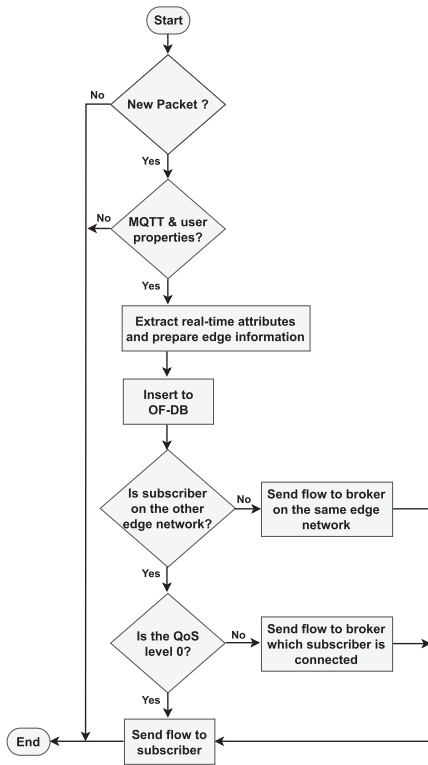 Start
New Packet ?
No
Yes
MQTT & user
properties?
No
Yes
Extract real-time attributes
and prepare edge information
Insert to
OF-DB
Is subscriber
on the other
edge network?
No
Send flow to broker
on the same edge
network
Yes
Is the QoS
level 0?
No
Send flow to broker
which subscriber is
connected
Yes
Send flow to
subscriber
End